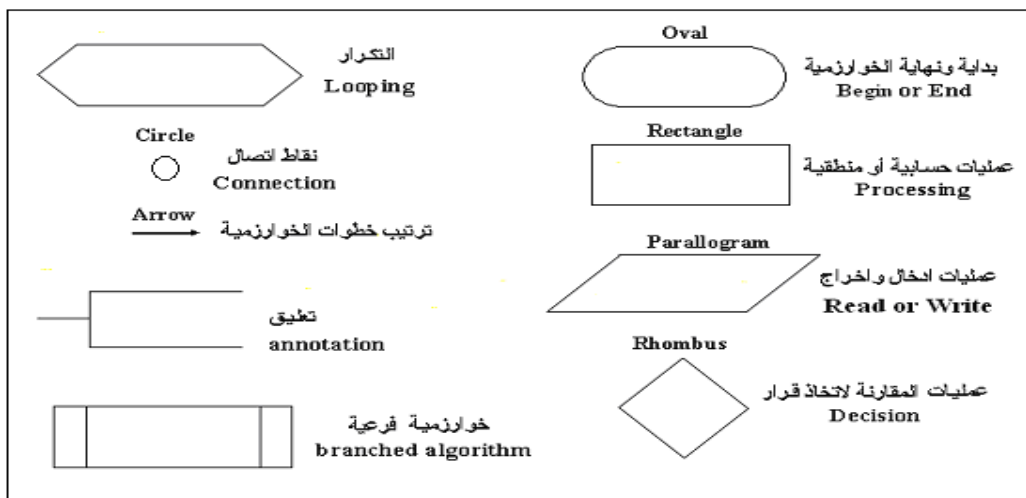 التكرار
Looping
Circle
نقاط اتصال
Connection
Arrow
ترتيب خطوات الخوارزمية
تعليق
annotation
خوارزمية فرعية
branched algorithm
Oval
بداية ونهاية الخوارزمية
Begin or End
Rectangle
عمليات حسابية أو منطقية
Processing
Parallogram
عمليات ادخال واخراج
Read or Write
Rhombus
عمليات المقارنة لاتخاذ قرار
Decision